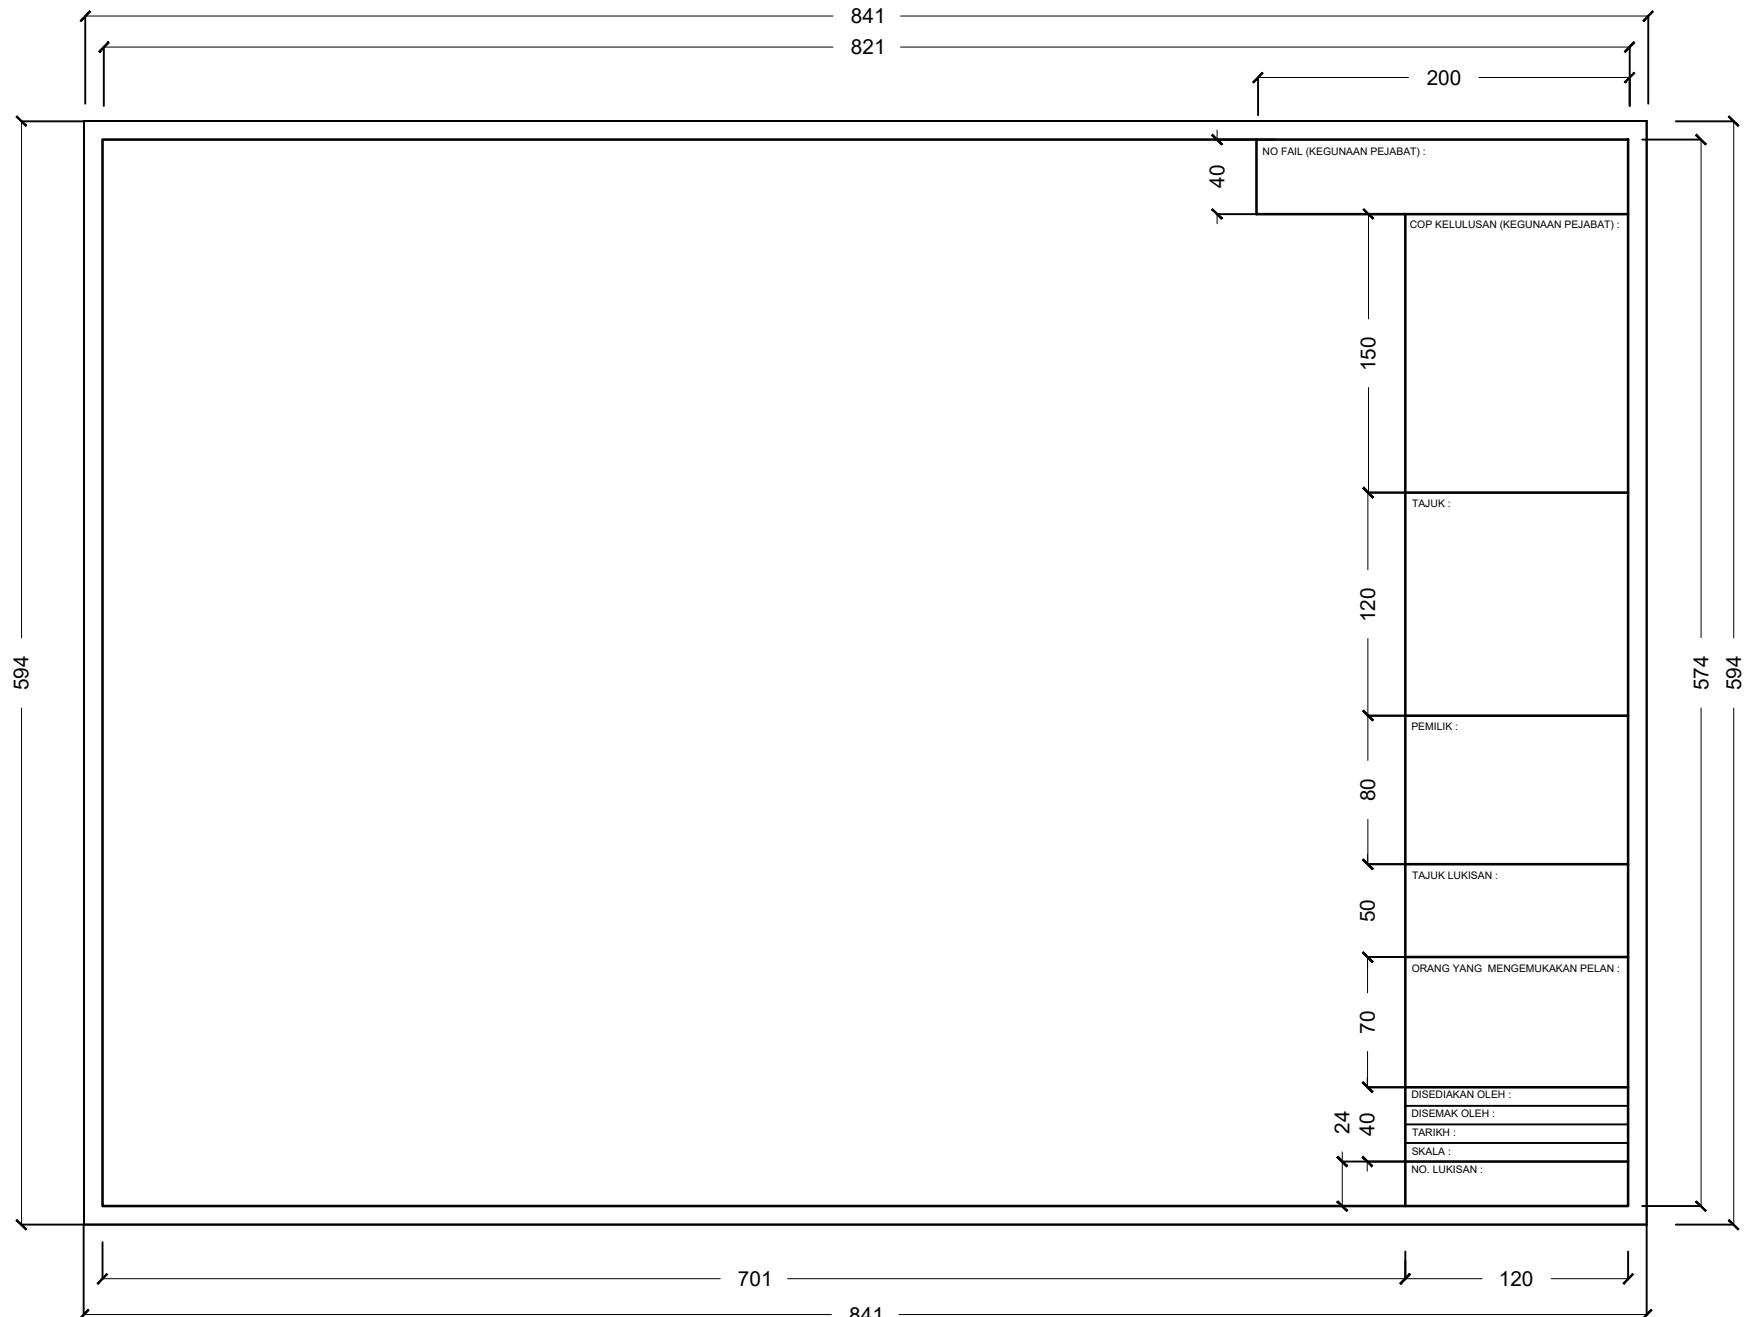 841
821
200
NO FAIL (KEGUNAAN PEJABAT) :
40
COP KELULUSAN (KEGUNAAN PEJABAT) :
150
TAJUK :
120
594
574
594
PEMILIK :
80
TAJUK LUKISAN :
50
ORANG YANG MENGEMUKAKAN PELAN :
70
DISEDIAKAN OLEH :
DISEMAK OLEH :
24
40
TARIKH :
SKALA :
NO. LUKISAN :
701
120
841